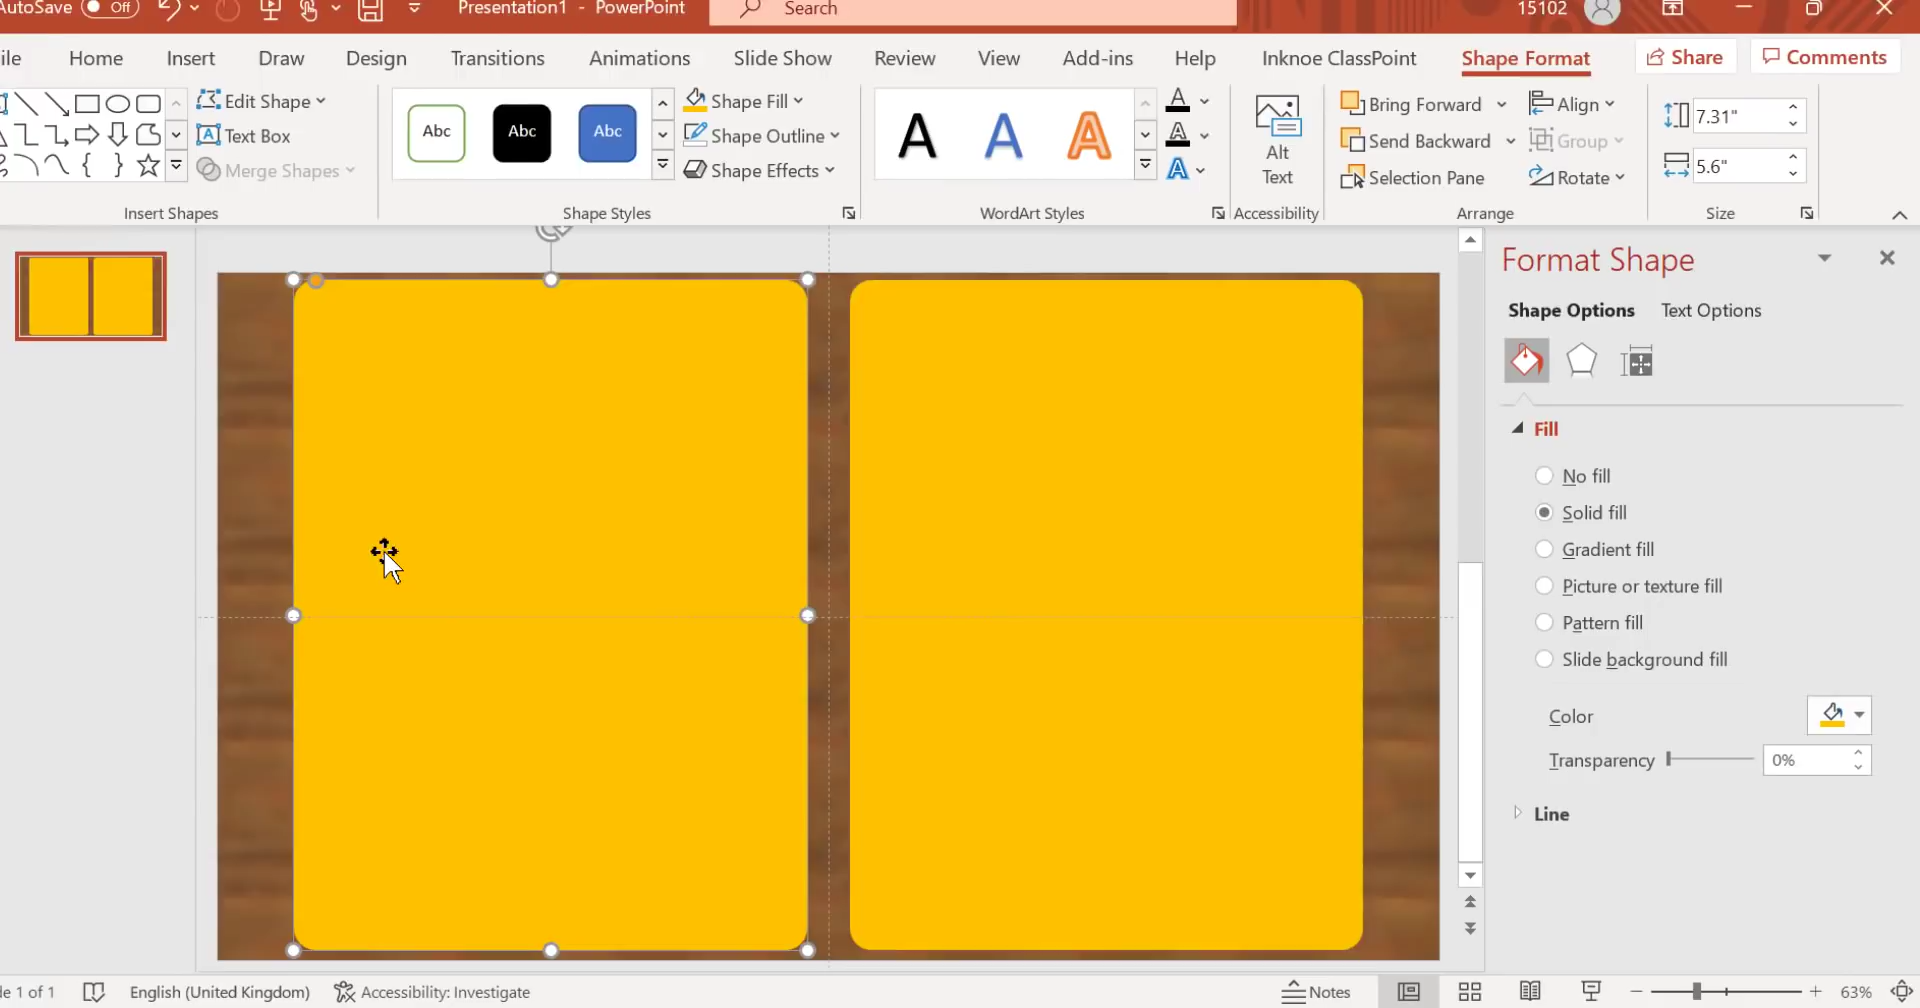 AutoSave Off Presentation1 - PowerPoint Search 15102
ile Home Insert Draw Design Transitions Animations Slide Show Review View Add-ins Help Inknoe ClassPoint Shape Format Share Comments
Edit Shape
Text Box
Merge Shapes
Insert Shapes
Abc Abc Abc
Shape Fill
Shape Outline
Shape Effects
Shape Styles
A A A
A
A
A
WordArt Styles
Alt
Text
Accessibility
Bring Forward
Send Backward
Selection Pane
Align
Group
Rotate
Arrange
7.31"
5.6"
Size
Format Shape
Shape Options Text Options
Fill
No fill
Solid fill
Gradient fill
Picture or texture fill
Pattern fill
Slide background fill
Color
Transparency 0%
Line
de 1 of 1 English (United Kingdom) Accessibility: Investigate Notes 63%